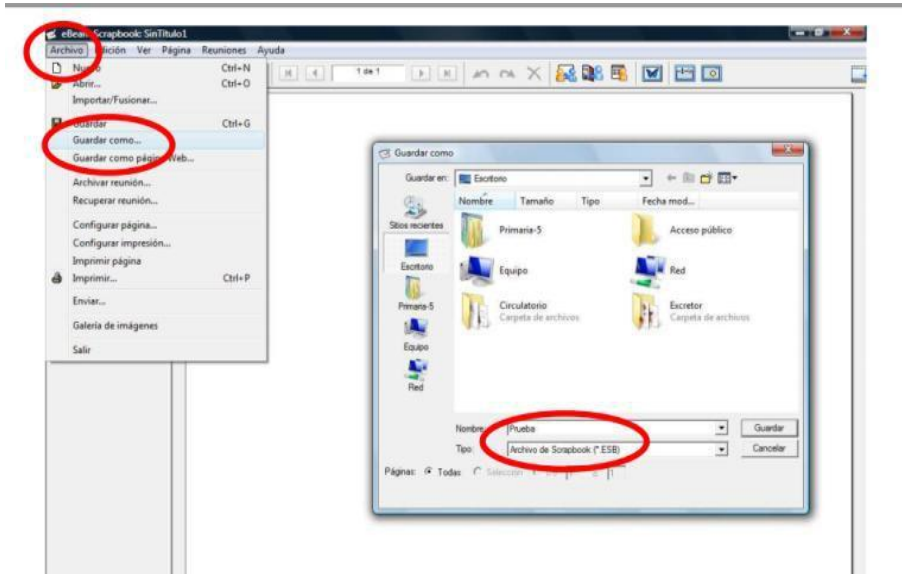 eBeam Scrapbook: SinTítulo1
Archivo Edición Ver Página Reuniones Ayuda
Nuevo Ctrl+N
Abrir... Ctrl+O
Importar/Fusionar...
Guardar Ctrl+G
Guardar como...
Guardar como página Web...
Archivar reunión...
Recuperar reunión...
Configurar página...
Configurar impresión...
Imprimir página
Imprimir... Ctrl+P
Enviar...
Galería de imágenes
Salir
1 de 1
Guardar como
Guardar en: Escritorio
Nombre Tamaño Tipo Fecha mod...
Sitios recientes
Escritorio
Primaria-5
Equipo
Red
Primaria-5 Acceso público
Equipo Red
Circulatorio Escretor
Carpeta de archivos Carpeta de archivos
Nombre: Prueba Guardar
Tipo: Archivo de Scrapbook (*.ESB) Cancelar
Páginas: Todas Selección